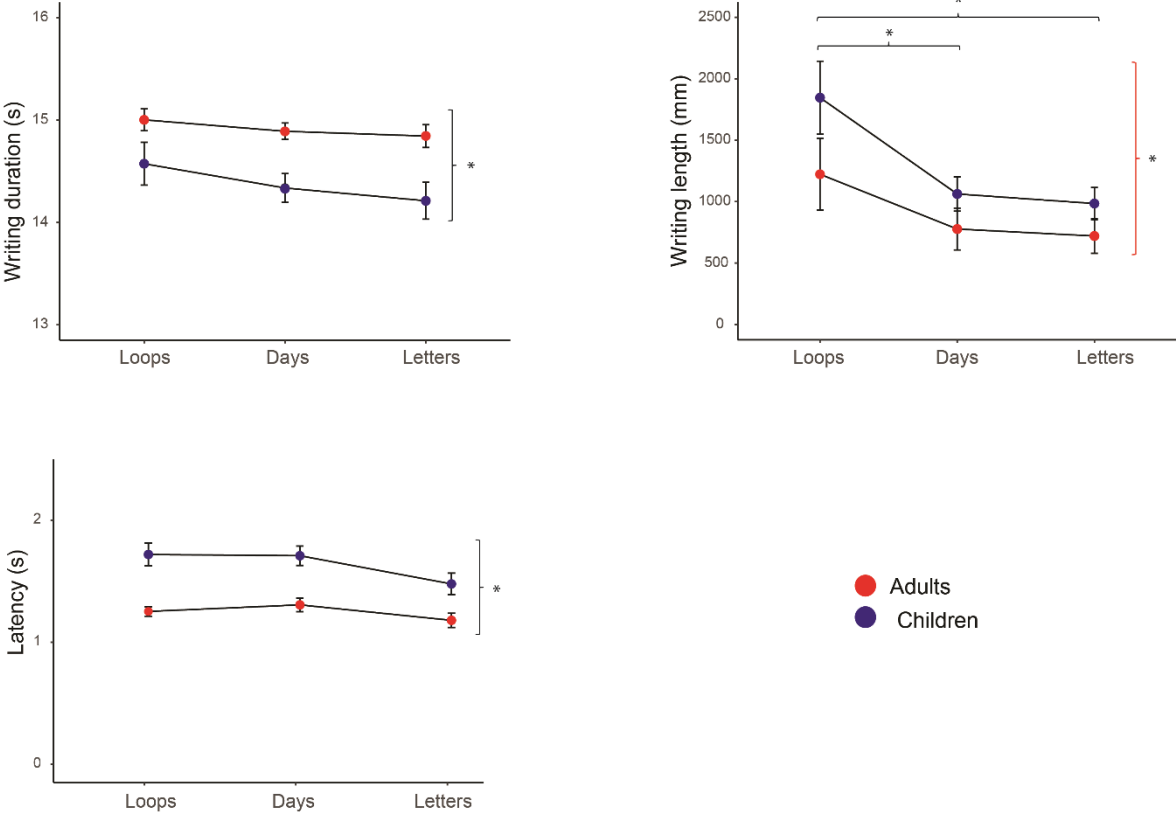 Writing duration (s)
16
15
14
13
*
Loops Days Letters
Writing length (mm)
2500
2000
1500
1000
500
0
*
*
*
Loops Days Letters
Latency (s)
2
1
0
*
Loops Days Letters
Adults
Children